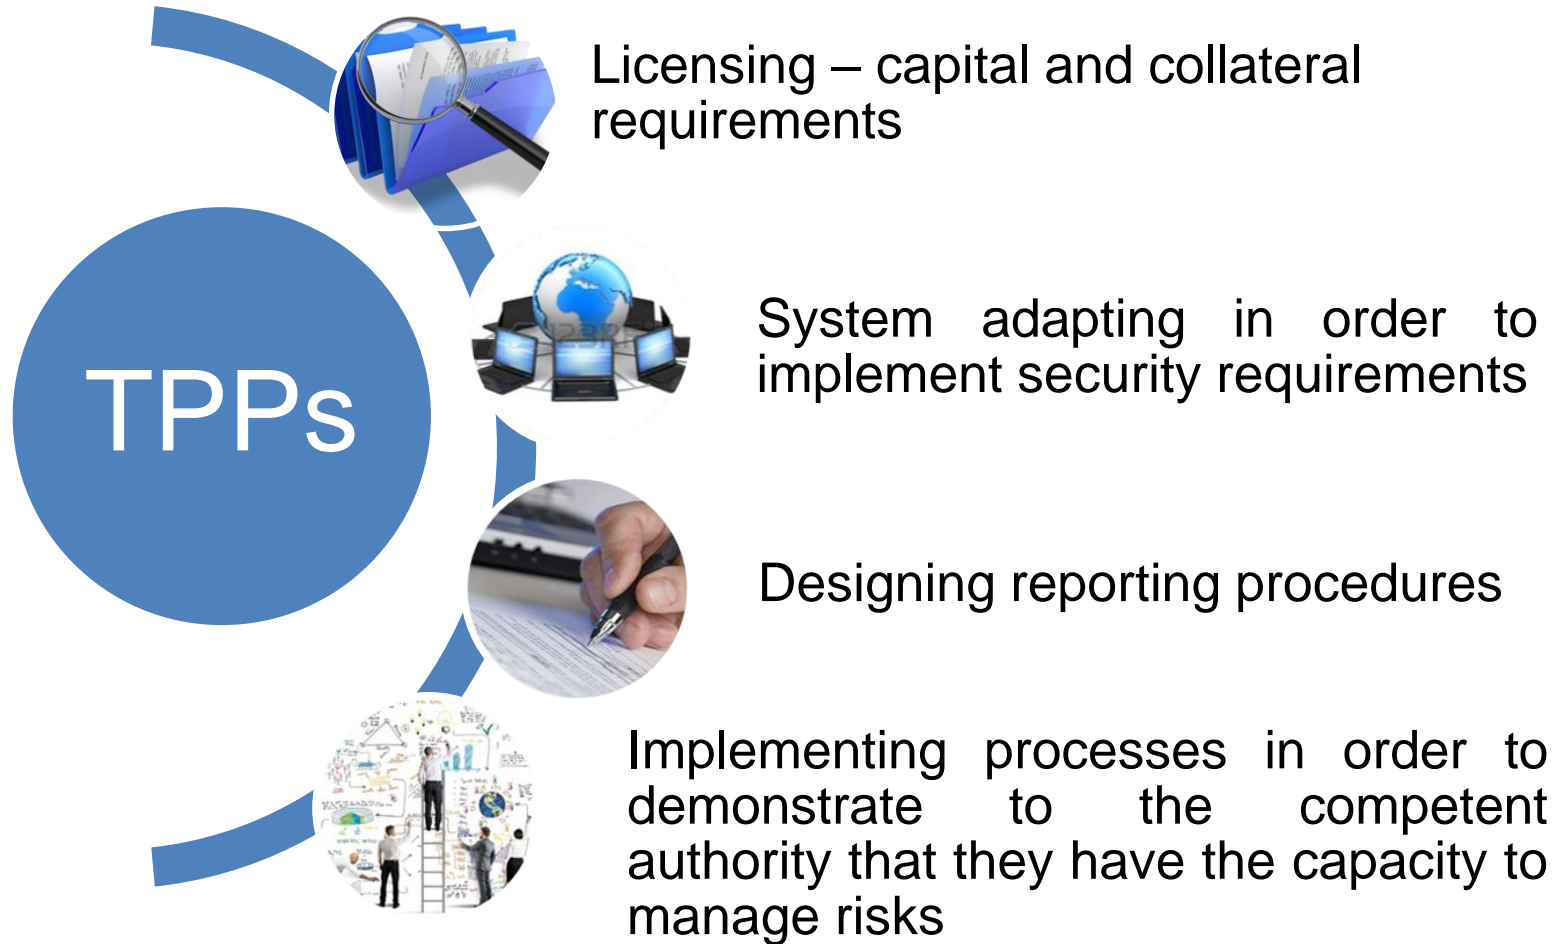 Licensing – capital and collateral
requirements
System adapting in order to
implement security requirements
TPPs
Designing reporting procedures
Implementing processes in order to
demonstrate to the competent
authority that they have the capacity to
manage risks